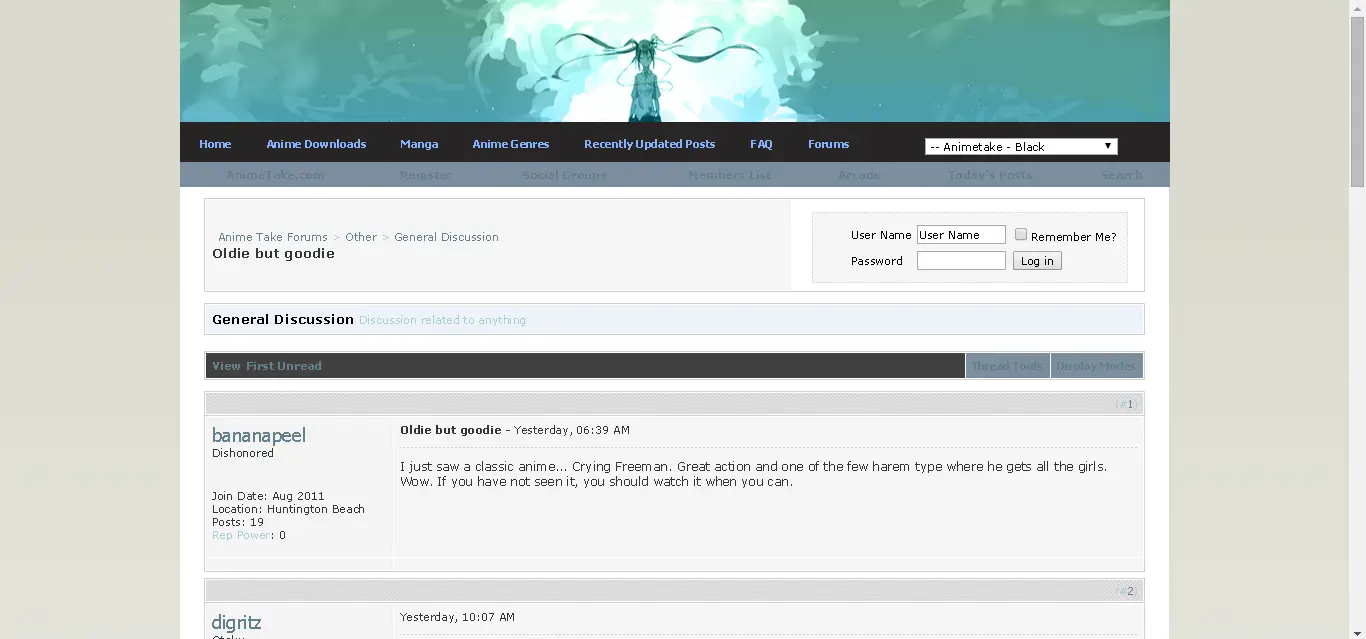 Home Anime Downloads Manga Anime Genres Recently Updated Posts FAQ Forums -- Animetake - Black
AnimeTake.com Register Social Groups Members List Arcade Today's Posts Search
Anime Take Forums > Other > General Discussion
Oldie but goodie
User Name User Name Remember Me?
Password Log in
General Discussion Discussion related to anything
View First Unread Thread Tools Display Modes
(#1)
bananapeel
Dishonored
Join Date: Aug 2011
Location: Huntington Beach
Posts: 19
Rep Power: 0
Oldie but goodie - Yesterday, 06:39 AM
I just saw a classic anime... Crying Freeman. Great action and one of the few harem type where he gets all the girls.
Wow. If you have not seen it, you should watch it when you can.
(#2)
digritz
Yesterday, 10:07 AM